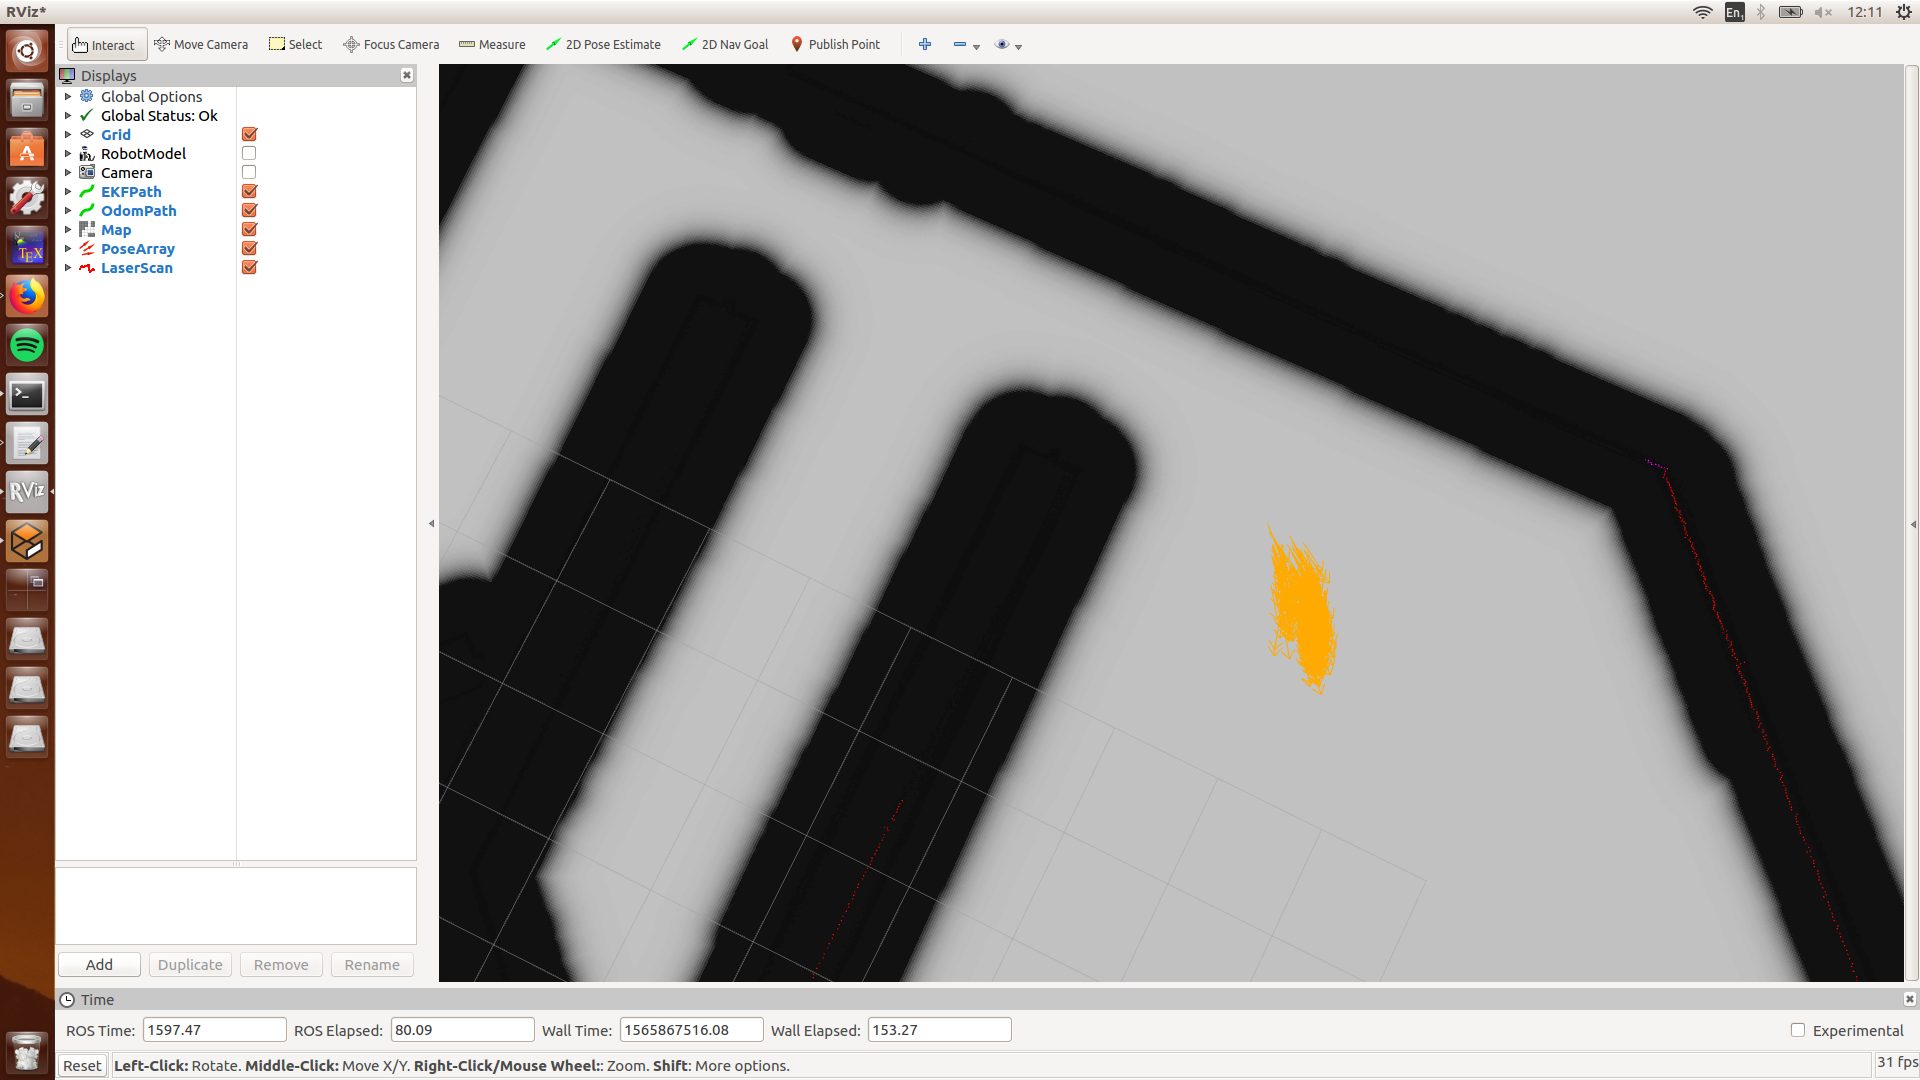 RViz*
En1
12:11
Interact
Move Camera
Select
Focus Camera
Measure
2D Pose Estimate
2D Nav Goal
Publish Point
Displays
Global Options
Global Status: Ok
Grid
RobotModel
Camera
EKFPath
OdomPath
Map
PoseArray
LaserScan
TEX
RViz
Add
Duplicate
Remove
Rename
Time
ROS Time: 1597.47 ROS Elapsed: 80.09 Wall Time: 1565867516.08 Wall Elapsed: 153.27
Experimental
Reset
Left-Click: Rotate. Middle-Click: Move X/Y. Right-Click/Mouse Wheel:: Zoom. Shift: More options.
31 fps